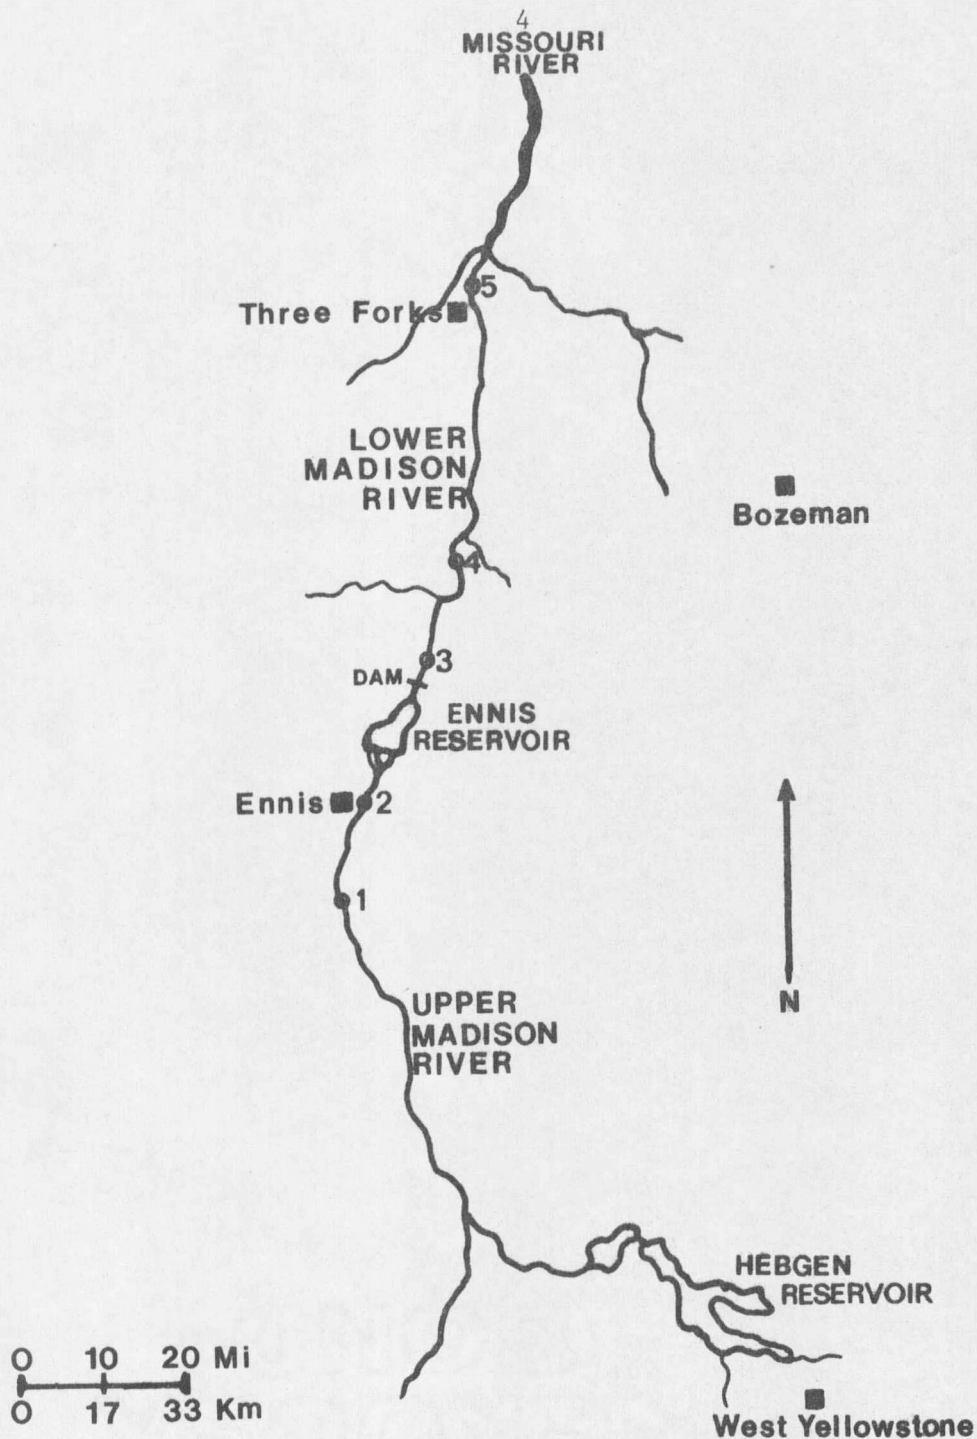 4
MISSOURI
RIVER
5
Three Forks
LOWER
MADISON
RIVER
Bozeman
4
3
DAM
ENNIS
RESERVOIR
Ennis
2
1
N
UPPER
MADISON
RIVER
HEBGEN
RESERVOIR
0 10 20 Mi
0 17 33 Km
West Yellowstone